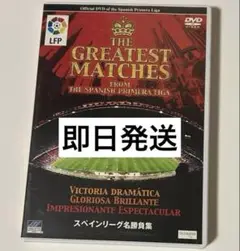 Official DVD of the Spanish Primera Liga
LFP
DVD
THE
GREATEST
MATCHES
FROM
THE SPANISH PRIMERA LIGA
即日発送
VICTORIA DRAMÁTICA
GLORIOSA BRILLANTE
IMPRESIONANTE ESPECTACULAR
スペインリーグ名勝負集